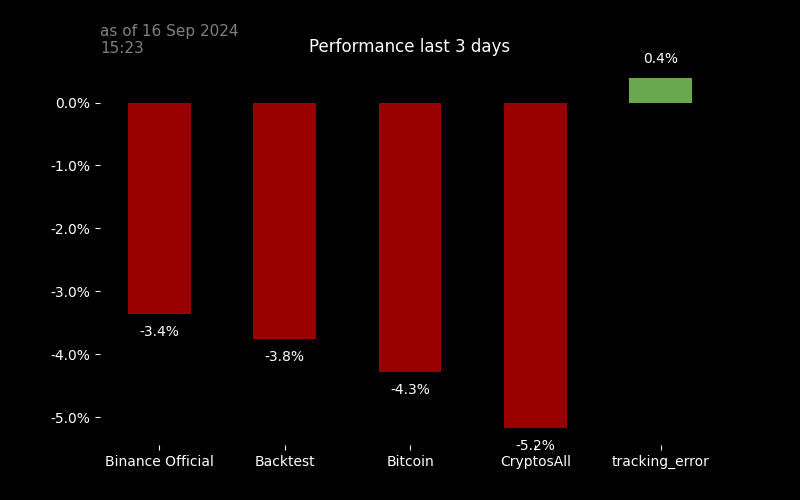 as of 16 Sep 2024
15:23
Performance last 3 days
0.4%
0.0%
-1.0%
-2.0%
-3.0%
-3.4%
-3.8%
-4.0%
-4.3%
-5.0%
-5.2%
Binance Official
Backtest
Bitcoin
CryptosAll
tracking_error